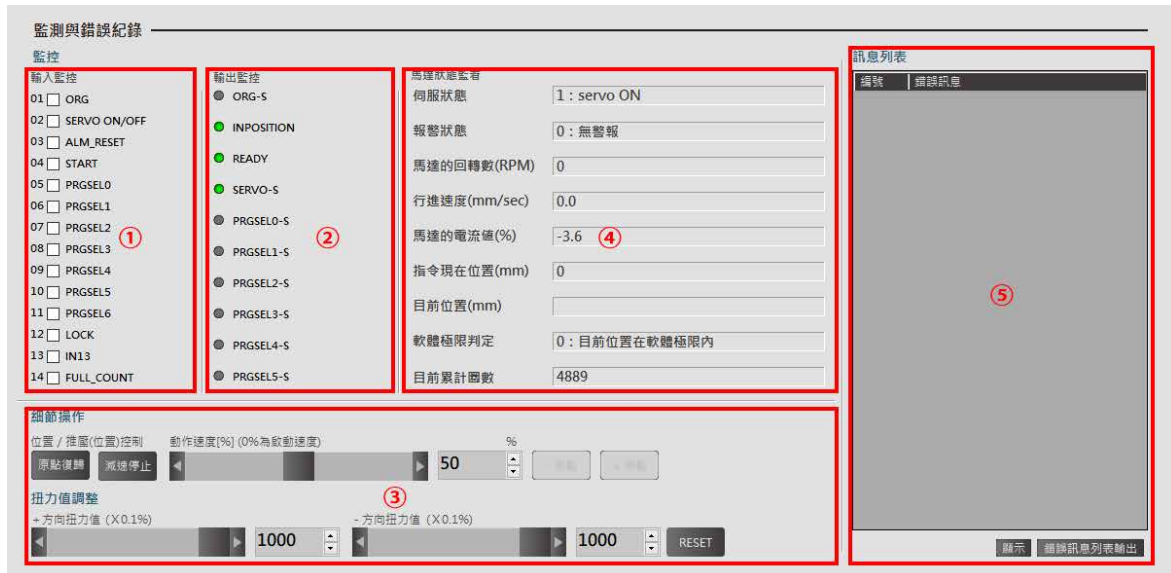 監測與錯誤紀錄
監控
輸入監控
01 ORG
02 SERVO ON/OFF
03 ALM_RESET
04 START
05 PRGSEL0
06 PRGSEL1
07 PRGSEL2
08 PRGSEL3
09 PRGSEL4
10 PRGSEL5
11 PRGSEL6
12 LOCK
13 IN13
14 FULL_COUNT
①
輸出監控
ORG-S
INPOSITION
READY
SERVO-S
PRGSEL0-S
PRGSEL1-S
PRGSEL2-S
PRGSEL3-S
PRGSEL4-S
PRGSEL5-S
②
馬達狀態監看
伺服狀態 1：servo ON
報警狀態 0：無警報
馬達的回轉數(RPM) 0
行進速度(mm/sec) 0.0
馬達的電流值(%) -3.6
指令現在位置(mm) 0
目前位置(mm)
軟體極限判定 0：目前位置在軟體極限內
目前累計圈數 4889
④
訊息列表
編號 錯誤訊息
⑤
顯示 錯誤訊息列表輸出
細節操作
位置 / 推壓(位置)控制 動作速度[%] (0%為啟動速度) %
原點復歸 減速停止 50
扭力值調整
③
+方向扭力值 (X0.1%) -方向扭力值 (X0.1%)
1000 1000 RESET